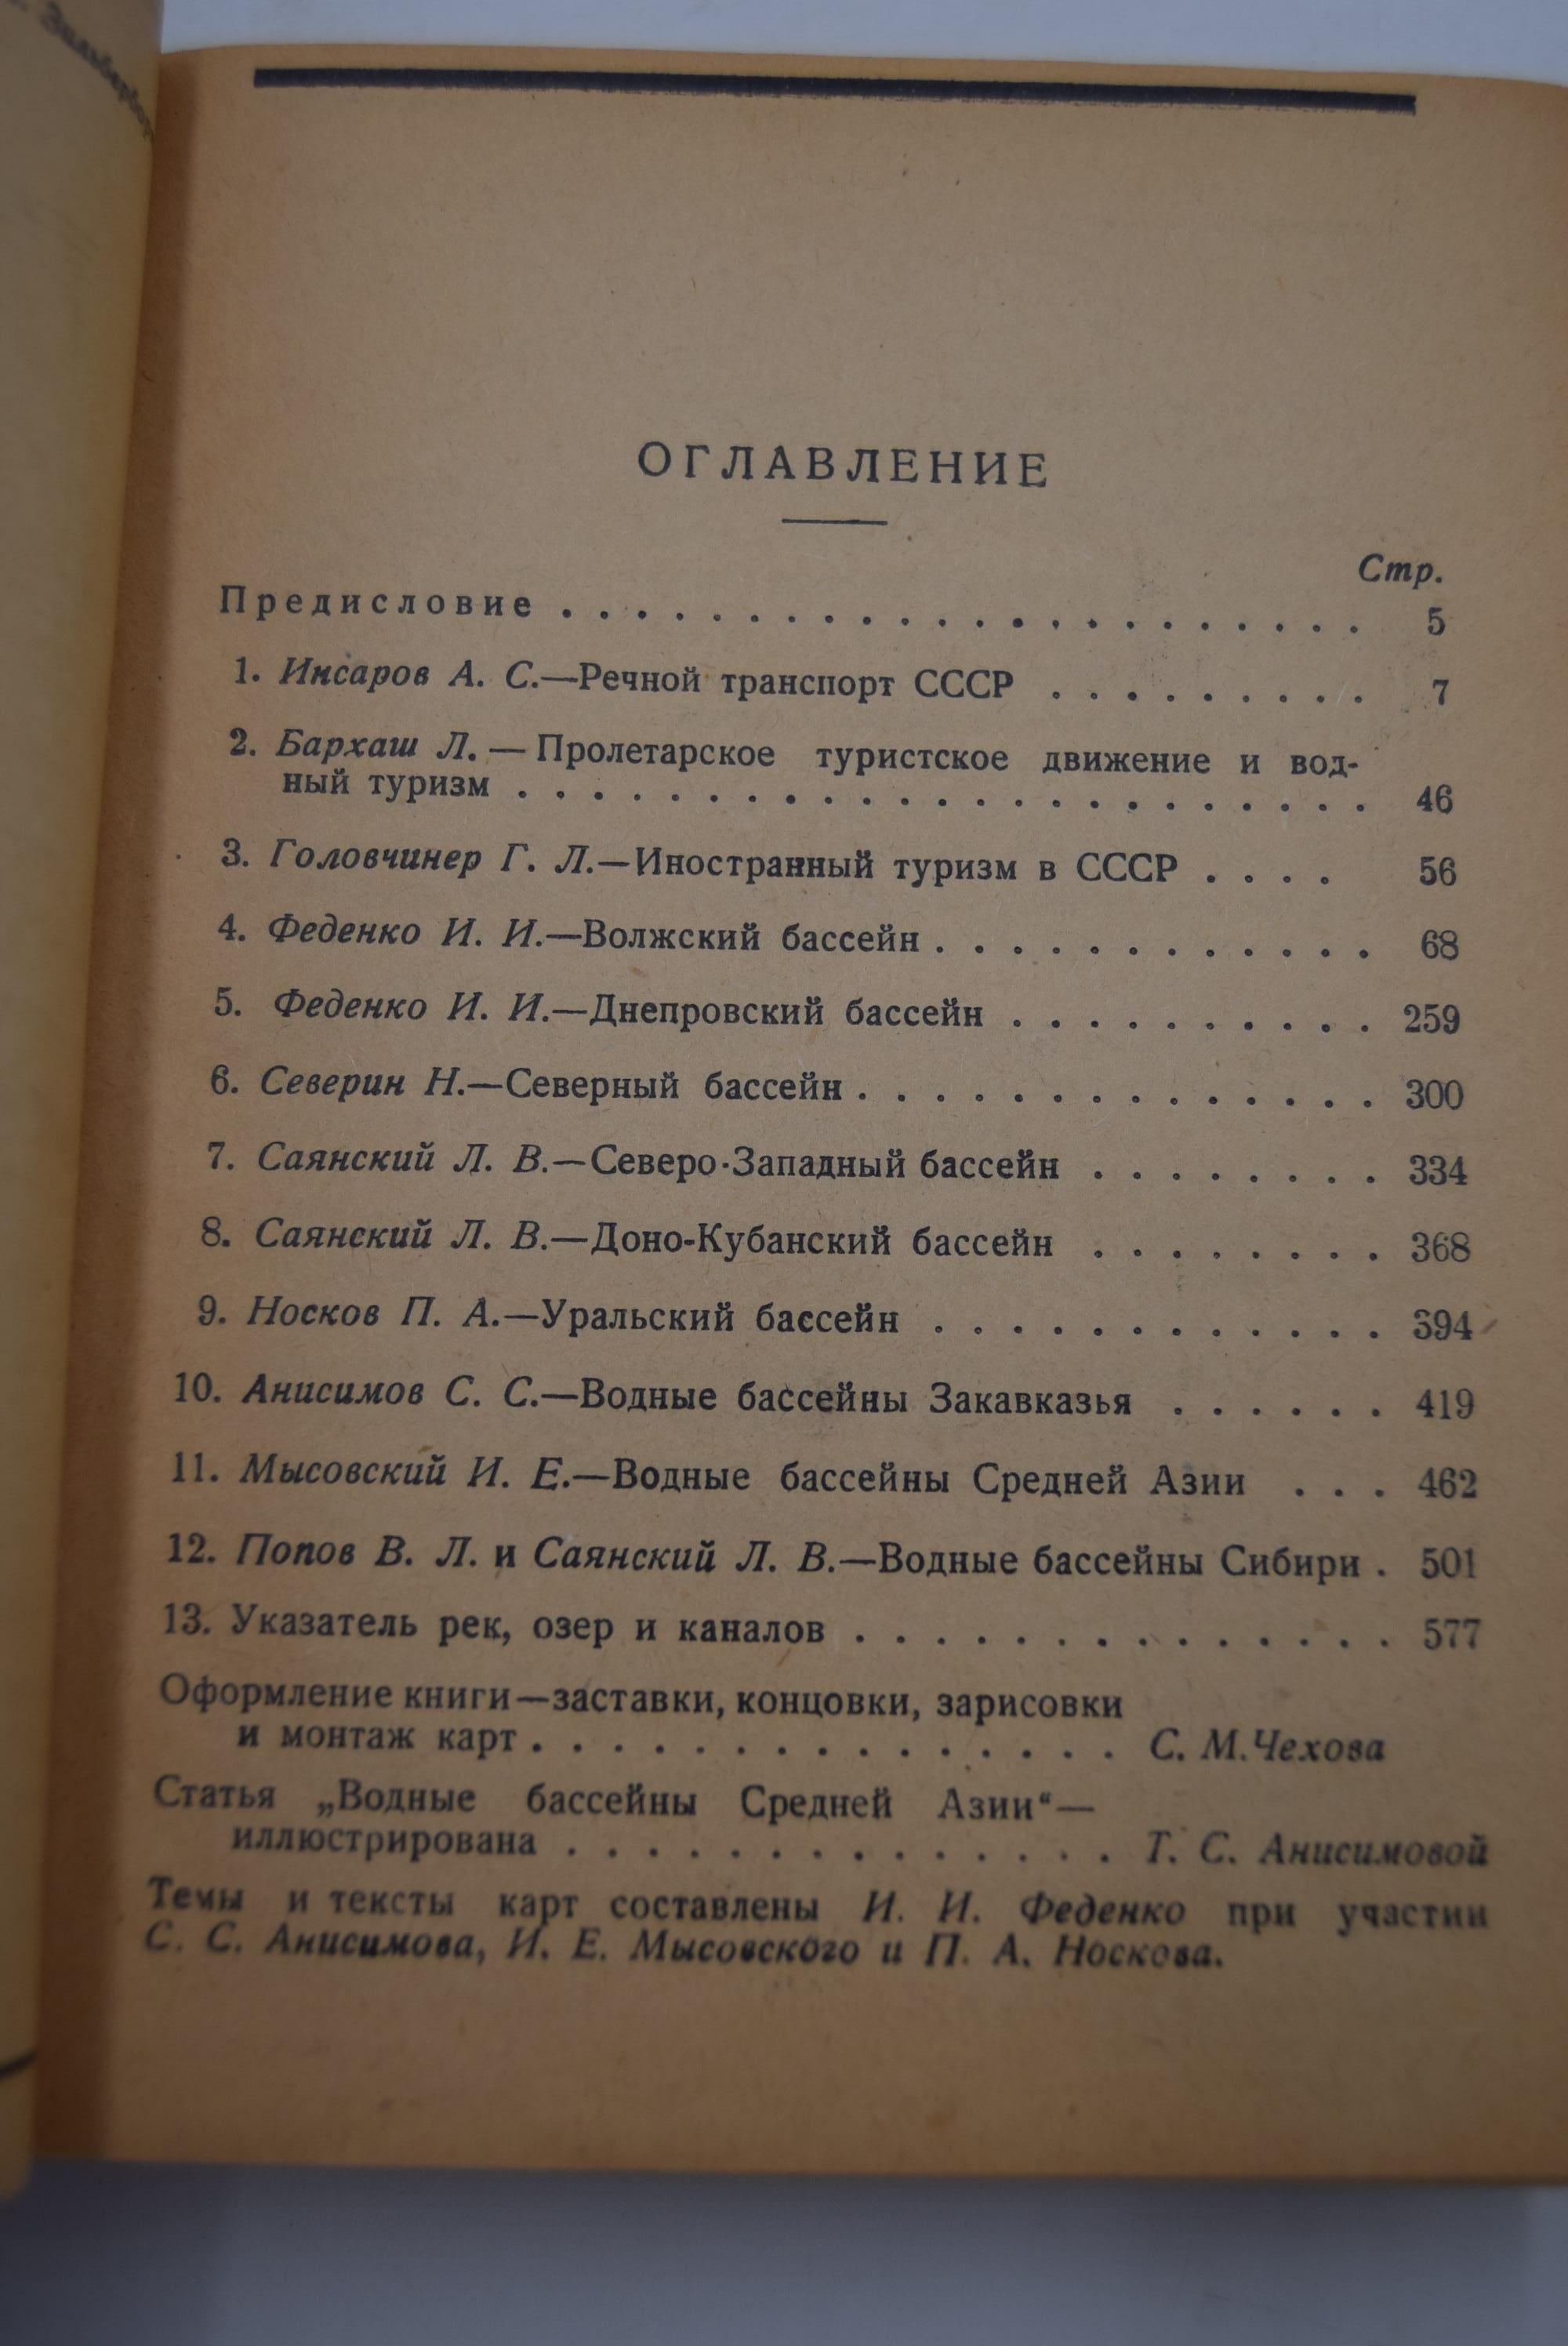 ОГЛАВЛЕНИЕ
Стр.
Предисловие . . . . . . . . . . . . . . . . . . . . . . 5
1. Инсаров А. С.—Речной транспорт СССР . . . . . . . . . 7
2. Бархаш Л. — Пролетарское туристское движение и вод-
ный туризм . . . . . . . . . . . . . . . . . . . . . . . 46
3. Головчинер Г. Л.—Иностранный туризм в СССР . . . . 56
4. Феденко И. И.—Волжский бассейн . . . . . . . . . . . . 68
5. Феденко И. И.—Днепровский бассейн . . . . . . . . . . 259
6. Северин Н.—Северный бассейн . . . . . . . . . . . . . . 300
7. Саянский Л. В.—Северо-Западный бассейн . . . . . . . . 334
8. Саянский Л. В.—Доно-Кубанский бассейн . . . . . . . . 368
9. Носков П. А.—Уральский бассейн . . . . . . . . . . . . 394
10. Анисимов С. С.—Водные бассейны Закавказья . . . . . . 419
11. Мысовский И. Е.—Водные бассейны Средней Азии . . . 462
12. Попов В. Л. и Саянский Л. В.—Водные бассейны Сибири . 501
13. Указатель рек, озер и каналов . . . . . . . . . . . . . . 577
Оформление книги—заставки, концовки, зарисовки
и монтаж карт . . . . . . . . . . . . . . . С. М.Чехова
Статья „Водные бассейны Средней Азии“—
иллюстрирована . . . . . . . . . . . . . . Т. С. Анисимовой
Темы и тексты карт составлены И. И. Феденко при участии
С. С. Анисимова, И. Е. Мысовского и П. А. Носкова.